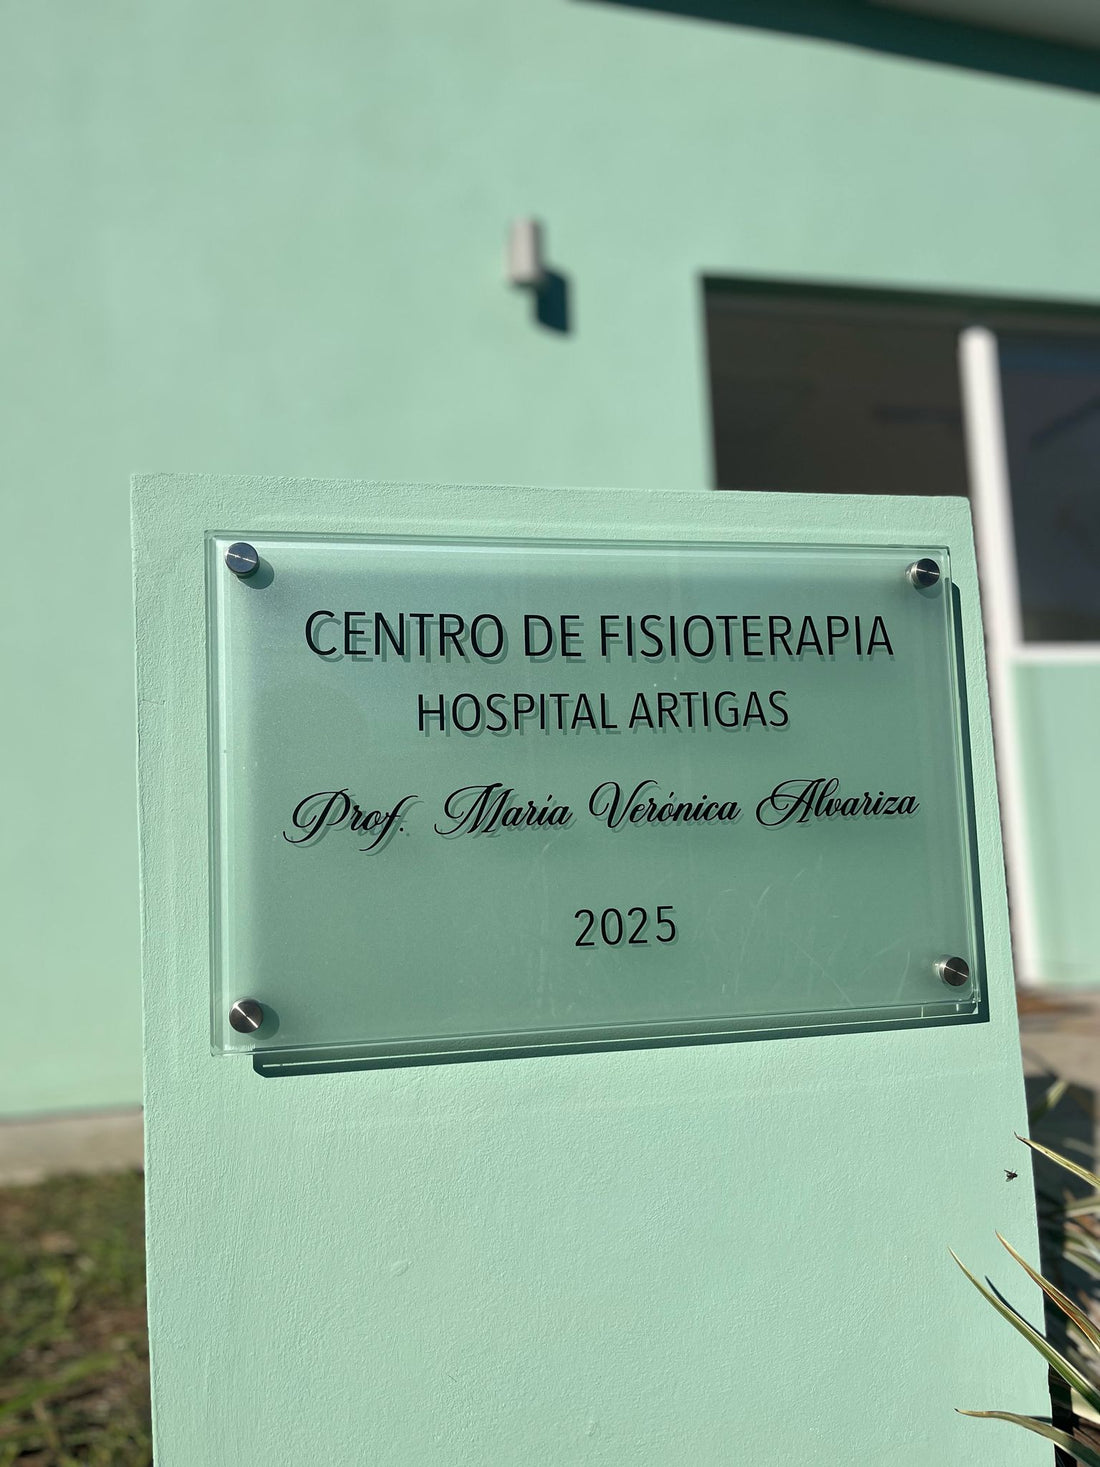 CENTRO DE FISIOTERAPIA
HOSPITAL ARTIGAS
Prof. María Verónica Alvariza
2025